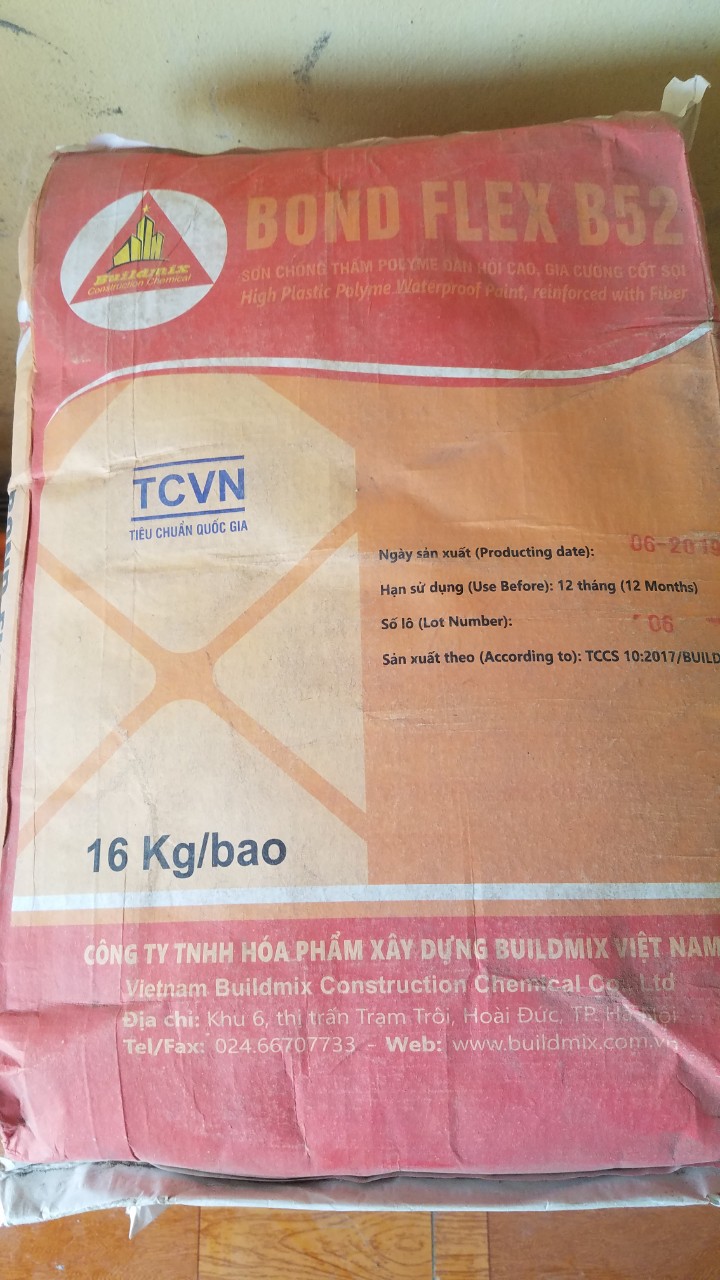 BOND FLEX B52
Buildmix
Construction Chemical
SƠN CHỐNG THẤM POLYME ĐÀN HỒI CAO, GIA CƯỜNG CỐT SỢI
High Plastic Polyme Waterproof Paint, reinforced with Fiber
TCVN
TIÊU CHUẨN QUỐC GIA
Ngày sản xuất (Producting date): 06-2019
Hạn sử dụng (Use Before): 12 tháng (12 Months)
Số lô (Lot Number): 06
Sản xuất theo (According to): TCCS 10:2017/BUILD
16 Kg/bao
CÔNG TY TNHH HÓA PHẨM XÂY DỰNG BUILDMIX VIỆT NAM
Vietnam Buildmix Construction Chemical Co., Ltd
Địa chỉ: Khu 6, thị trấn Trạm Trôi, Hoài Đức, TP. Hà Nội
Tel/Fax: 024.66707733 - Web: www.buildmix.com.vn